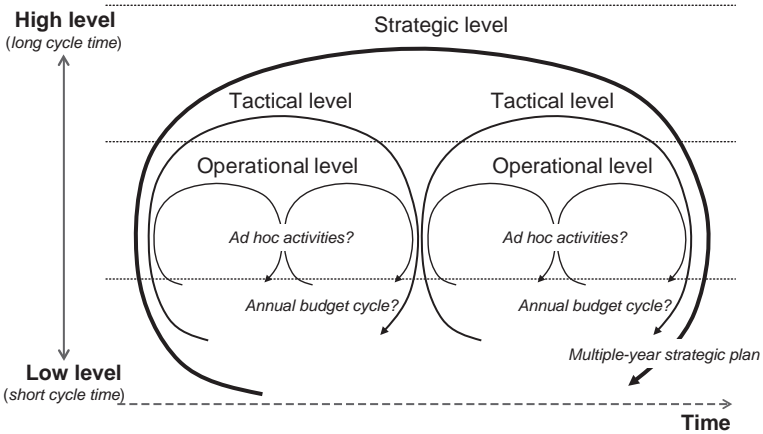 High level
(long cycle time)
Strategic level
Tactical level
Tactical level
Operational level
Operational level
Ad hoc activities?
Ad hoc activities?
Annual budget cycle?
Annual budget cycle?
Multiple-year strategic plan
Low level
(short cycle time)
Time